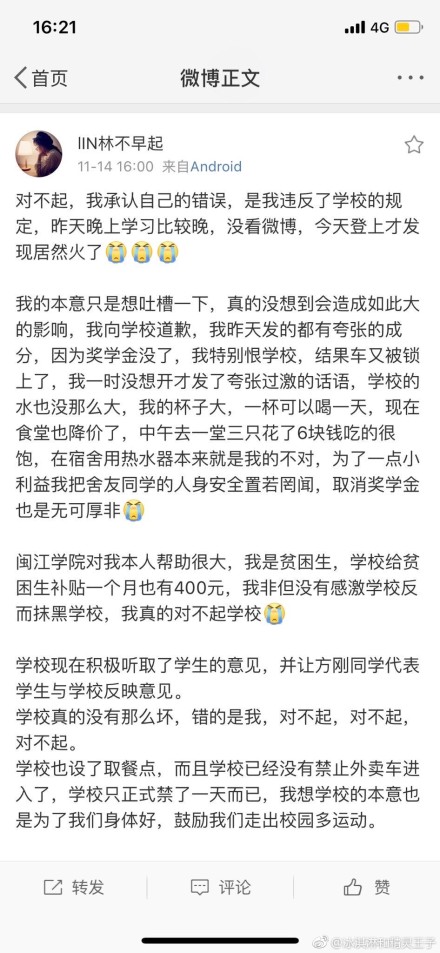 16:21
4G
首页
微博正文
IIN林不早起
11-14 16:00 来自Android
对不起，我承认自己的错误，是我违反了学校的规
定，昨天晚上学习比较晚，没看微博，今天登上才发
现居然火了😭😭😭
我的本意只是想吐槽一下，真的没想到会造成如此大
的影响，我向学校道歉，我昨天发的都有夸张的成
分，因为奖学金没了，我特别恨学校，结果车又被锁
上了，我一时没想开才发了夸张过激的话语，学校的
水也没那么大，我的杯子大，一杯可以喝一天，现在
食堂也降价了，中午去一堂三只花了6块钱吃的很
饱，在宿舍用热水器本来就是我的不对，为了一点小
利益我把舍友同学的人身安全置若罔闻，取消奖学金
也是无可厚非😭
闽江学院对我本人帮助很大，我是贫困生，学校给贫
困生补贴一个月也有400元，我非但没有感激学校反
而抹黑学校，我真的对不起学校😭
学校现在积极听取了学生的意见，并让方刚同学代表
学生与学校反映意见。
学校真的没有那么坏，错的是我，对不起，对不起，
对不起。
学校也设了取餐点，而且学校已经没有禁止外卖车进
入了，学校只正式禁了一天而已，我想学校的本意也
是为了我们身体好，鼓励我们走出校园多运动。
转发
评论
赞